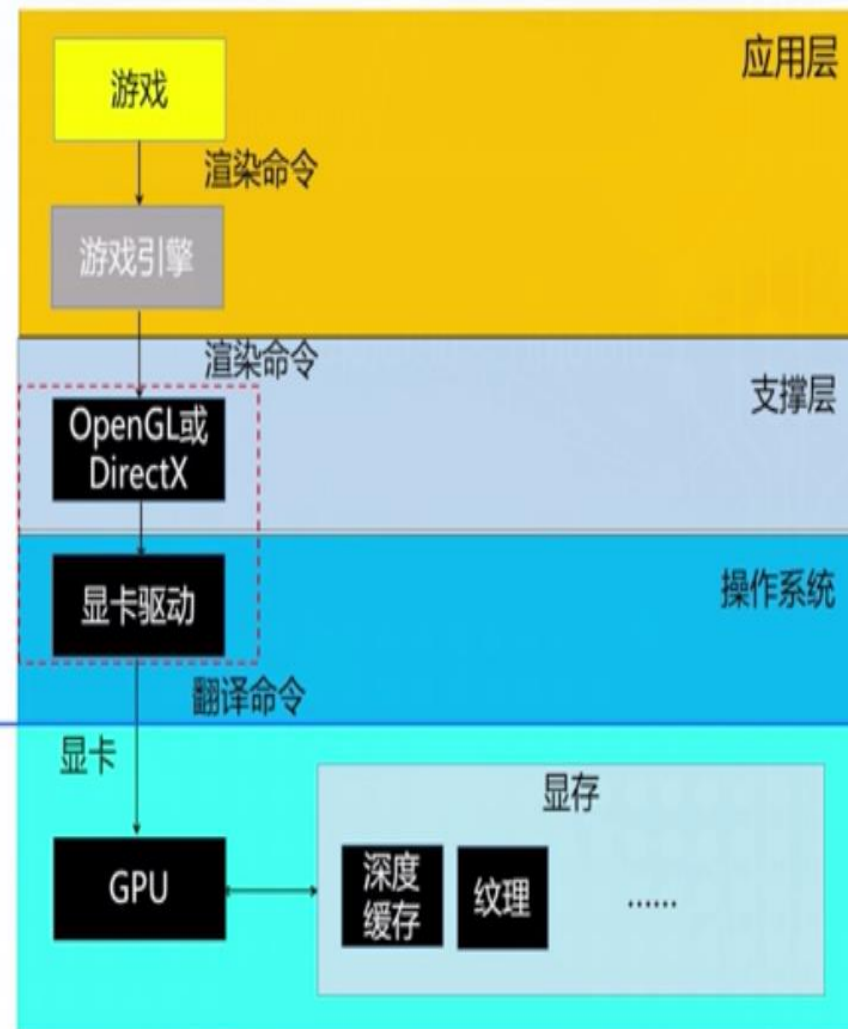 应用层
游戏
渲染命令
游戏引擎
渲染命令
支撑层
OpenGL或
DirectX
操作系统
显卡驱动
翻译命令
显卡
显存
GPU
深度
缓存
纹理
......